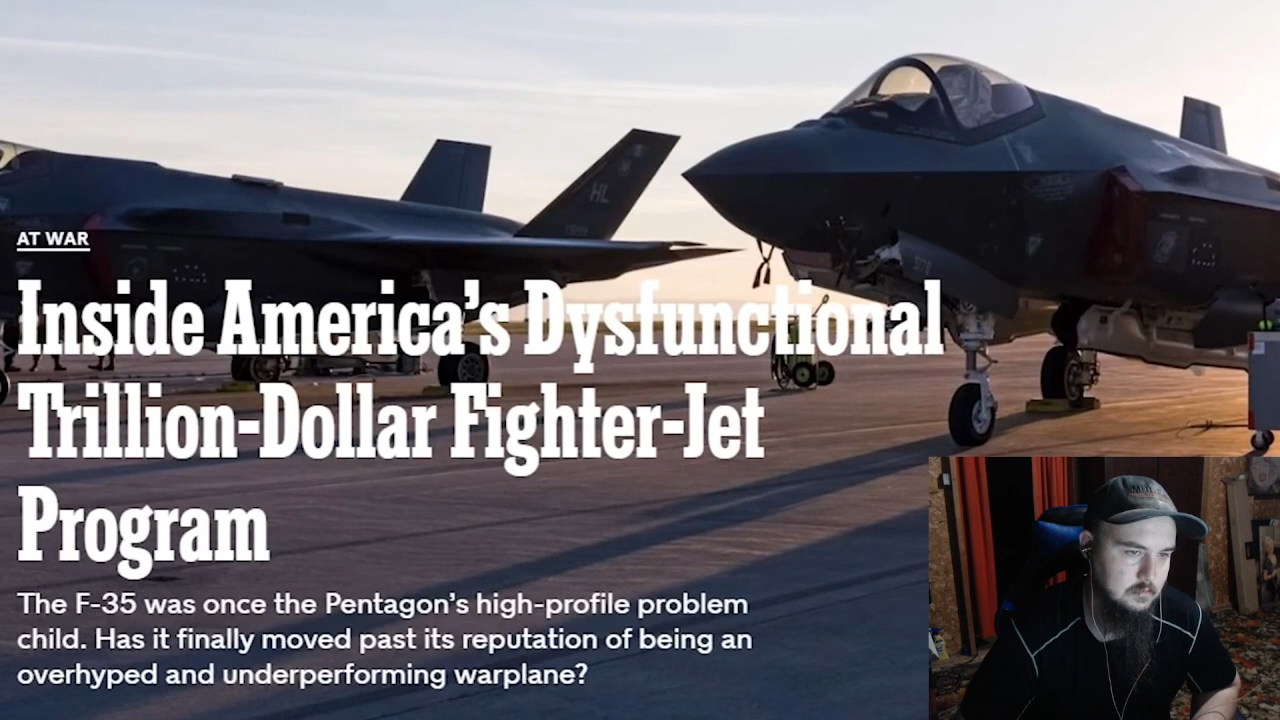 HL
AT WAR
Inside America's Dysfunctional
Trillion-Dollar Fighter-Jet
Program
The F-35 was once the Pentagon's high-profile problem
child. Has it finally moved past its reputation of being an
overhyped and underperforming warplane?